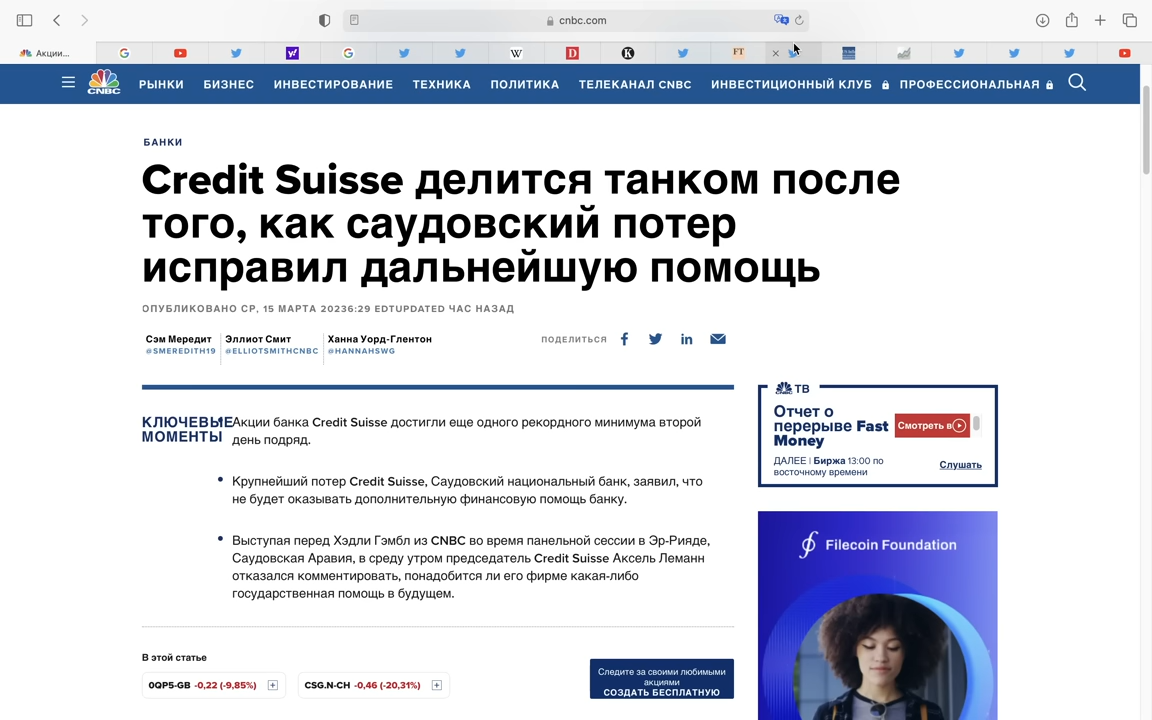 cnbc.com
Акции...
РЫНКИ БИЗНЕС ИНВЕСТИРОВАНИЕ ТЕХНИКА ПОЛИТИКА ТЕЛЕКАНАЛ CNBC ИНВЕСТИЦИОННЫЙ КЛУБ ПРОФЕССИОНАЛЬНАЯ
CNBC
БАНКИ
Credit Suisse делится танком после
того, как саудовский потер
исправил дальнейшую помощь
ОПУБЛИКОВАНО СР, 15 МАРТА 20236:29 EDTUPDATED ЧАС НАЗАД
Сэм Мередит Эллиот Смит Ханна Уорд-Глентон
@SMEREDITH19 @ELLIOTSMITHCNBC @HANNAHSWG
ПОДЕЛИТЬСЯ
КЛЮЧЕВЫЕ
МОМЕНТЫ
Акции банка Credit Suisse достигли еще одного рекордного минимума второй
день подряд.
Крупнейший потер Credit Suisse, Саудовский национальный банк, заявил, что
не будет оказывать дополнительную финансовую помощь банку.
Выступая перед Хэдли Гэмбл из CNBC во время панельной сессии в Эр-Рияде,
Саудовская Аравия, в среду утром председатель Credit Suisse Аксель Леманн
отказался комментировать, понадобится ли его фирме какая-либо
государственная помощь в будущем.
В этой статье
0QP5-GB -0,22 (-9,85%)
CSG.N-CH -0,46 (-20,31%)
Следите за своими любимыми
акциями
СОЗДАТЬ БЕСПЛАТНУЮ
ТВ
Отчет о
перерыве Fast
Money
Смотреть в
ДАЛЕЕ | Биржа 13:00 по
восточному времени
Слушать
Filecoin Foundation